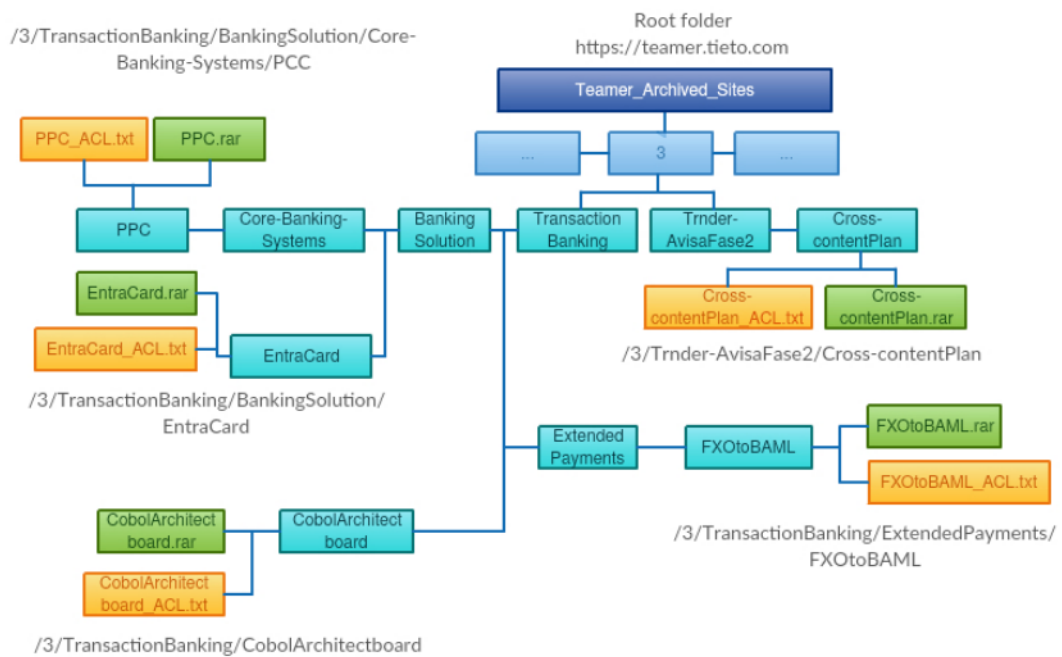 /3/TransactionBanking/BankingSolution/Core-
Banking-Systems/PCC
Root folder
https://teamer.tieto.com
Teamer_Archived_Sites
PPC_ACL.txt
PPC.rar
...
3
...
PPC
Core-Banking-
Systems
Banking
Solution
Transaction
Banking
Trnder-
AvisaFase2
Cross-
contentPlan
EntraCard.rar
Cross-
contentPlan_ACL.txt
Cross-
contentPlan.rar
EntraCard_ACL.txt
EntraCard
/3/Trnder-AvisaFase2/Cross-contentPlan
/3/TransactionBanking/BankingSolution/
EntraCard
Extended
Payments
FXOtoBAML
FXOtoBAML.rar
FXOtoBAML_ACL.txt
CobolArchitect
board.rar
CobolArchitect
board
/3/TransactionBanking/ExtendedPayments/
FXOtoBAML
CobolArchitect
board_ACL.txt
/3/TransactionBanking/CobolArchitectboard